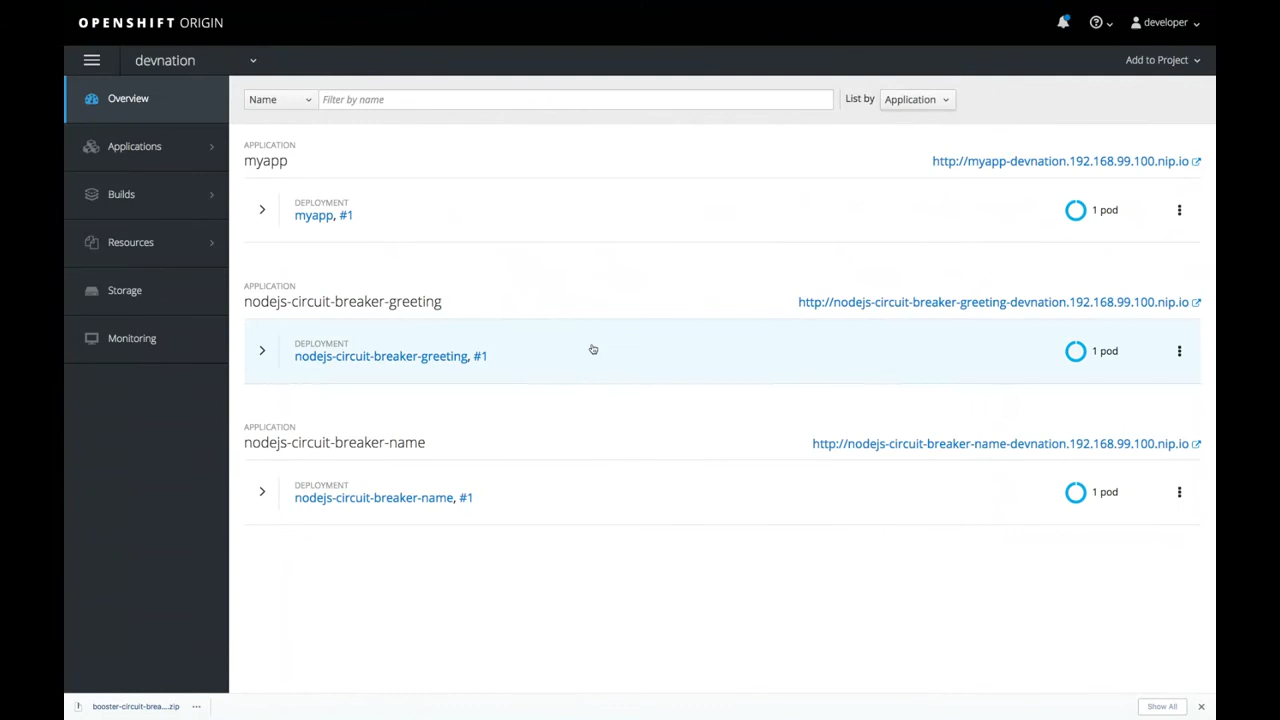 OPENSHIFT ORIGIN
developer
devnation
Add to Project
Overview
Name
Filter by name
List by
Application
Applications
Builds
Resources
Storage
Monitoring
APPLICATION
myapp
http://myapp-devnation.192.168.99.100.nip.io
DEPLOYMENT
myapp, #1
1 pod
APPLICATION
nodejs-circuit-breaker-greeting
http://nodejs-circuit-breaker-greeting-devnation.192.168.99.100.nip.io
DEPLOYMENT
nodejs-circuit-breaker-greeting, #1
1 pod
APPLICATION
nodejs-circuit-breaker-name
http://nodejs-circuit-breaker-name-devnation.192.168.99.100.nip.io
DEPLOYMENT
nodejs-circuit-breaker-name, #1
1 pod
booster-circuit-brea....zip
Show All